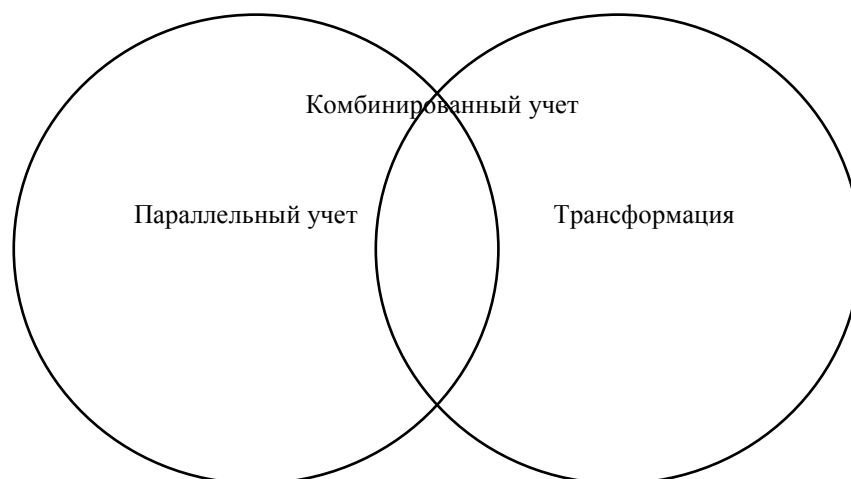 Комбинированный учет
Параллельный учет
Трансформация